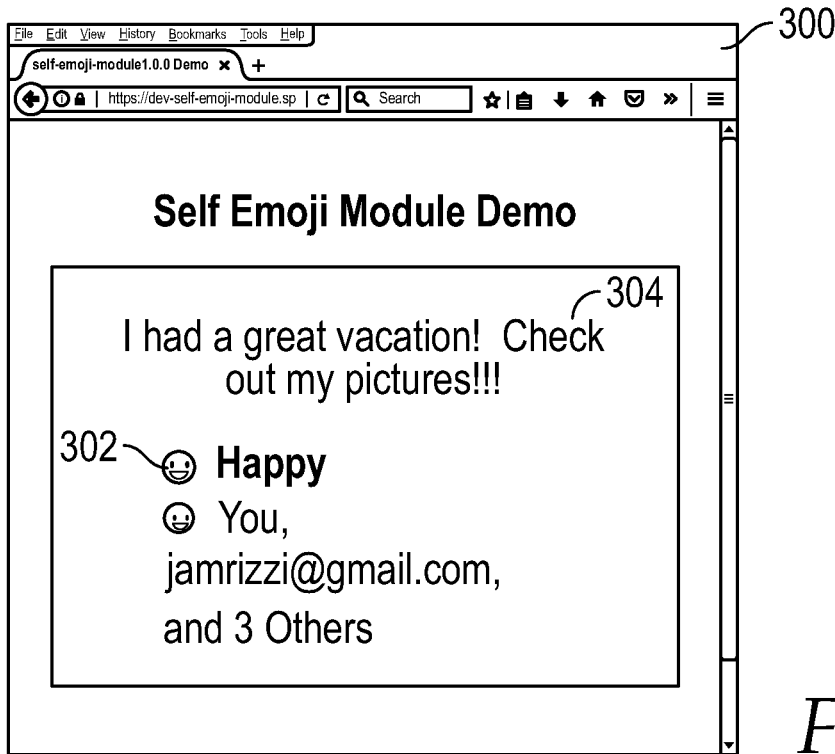 File Edit View History Bookmarks Tools Help
300
self-emoji-module1.0.0 Demo × +
https://dev-self-emoji-module.sp Search
Self Emoji Module Demo
304
I had a great vacation! Check
out my pictures!!!
302
Happy
You,
jamrizzi@gmail.com,
and 3 Others
F